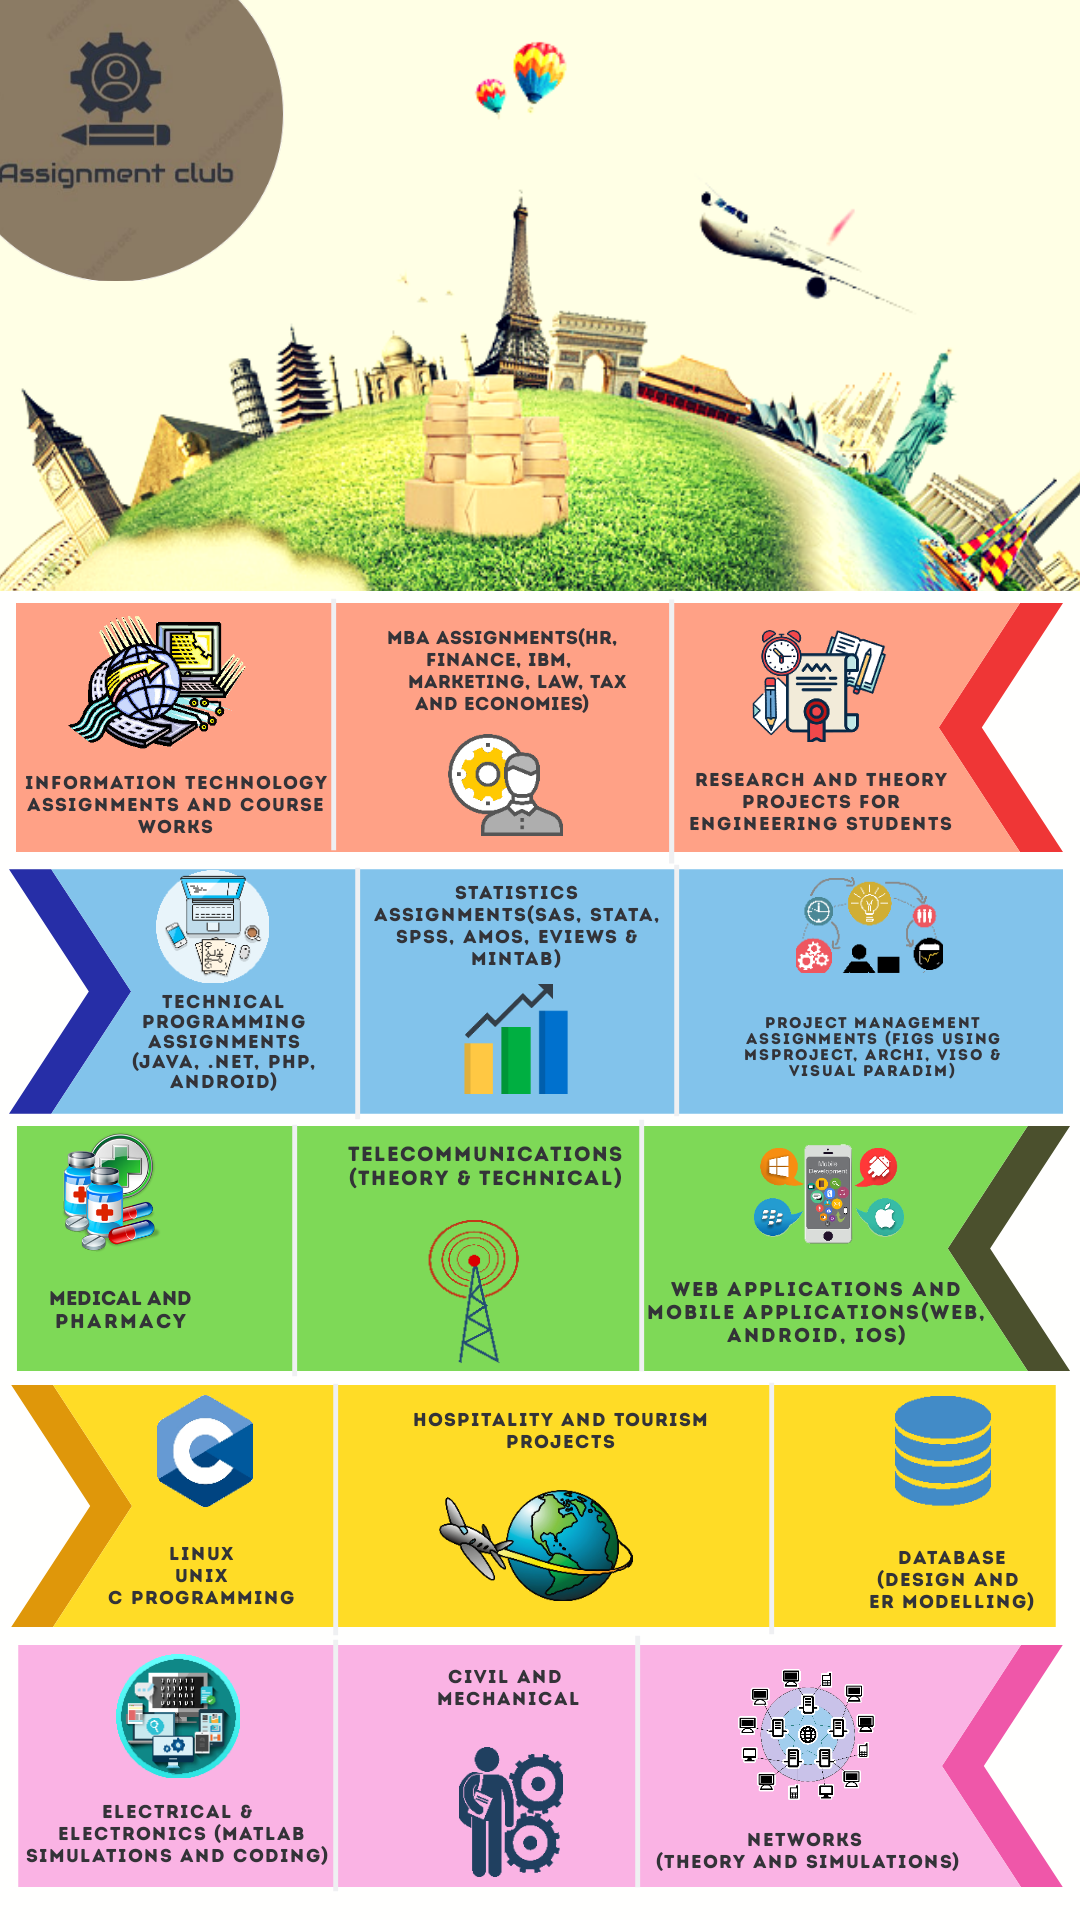 Assignment club
INFORMATION TECHNOLOGY
ASSIGNMENTS AND COURSE
WORKS
MBA ASSIGNMENTS(HR,
FINANCE, IBM,
MARKETING, LAW, TAX
AND ECONOMIES)
RESEARCH AND THEORY
PROJECTS FOR
ENGINEERING STUDENTS
TECHNICAL
PROGRAMMING
ASSIGNMENTS
(JAVA, .NET, PHP,
ANDROID)
STATISTICS
ASSIGNMENTS(SAS, STATA,
SPSS, AMOS, EVIEWS &
MINTAB)
PROJECT MANAGEMENT
ASSIGNMENTS (FIGS USING
MSPROJECT, ARCHI, VISO &
VISUAL PARADIM)
MEDICAL AND
PHARMACY
TELECOMMUNICATIONS
(THEORY & TECHNICAL)
Mobile
Development
WEB APPLICATIONS AND
MOBILE APPLICATIONS(WEB,
ANDROID, IOS)
C
LINUX
UNIX
C PROGRAMMING
HOSPITALITY AND TOURISM
PROJECTS
DATABASE
(DESIGN AND
ER MODELLING)
ELECTRICAL &
ELECTRONICS (MATLAB
SIMULATIONS AND CODING)
CIVIL AND
MECHANICAL
NETWORKS
(THEORY AND SIMULATIONS)